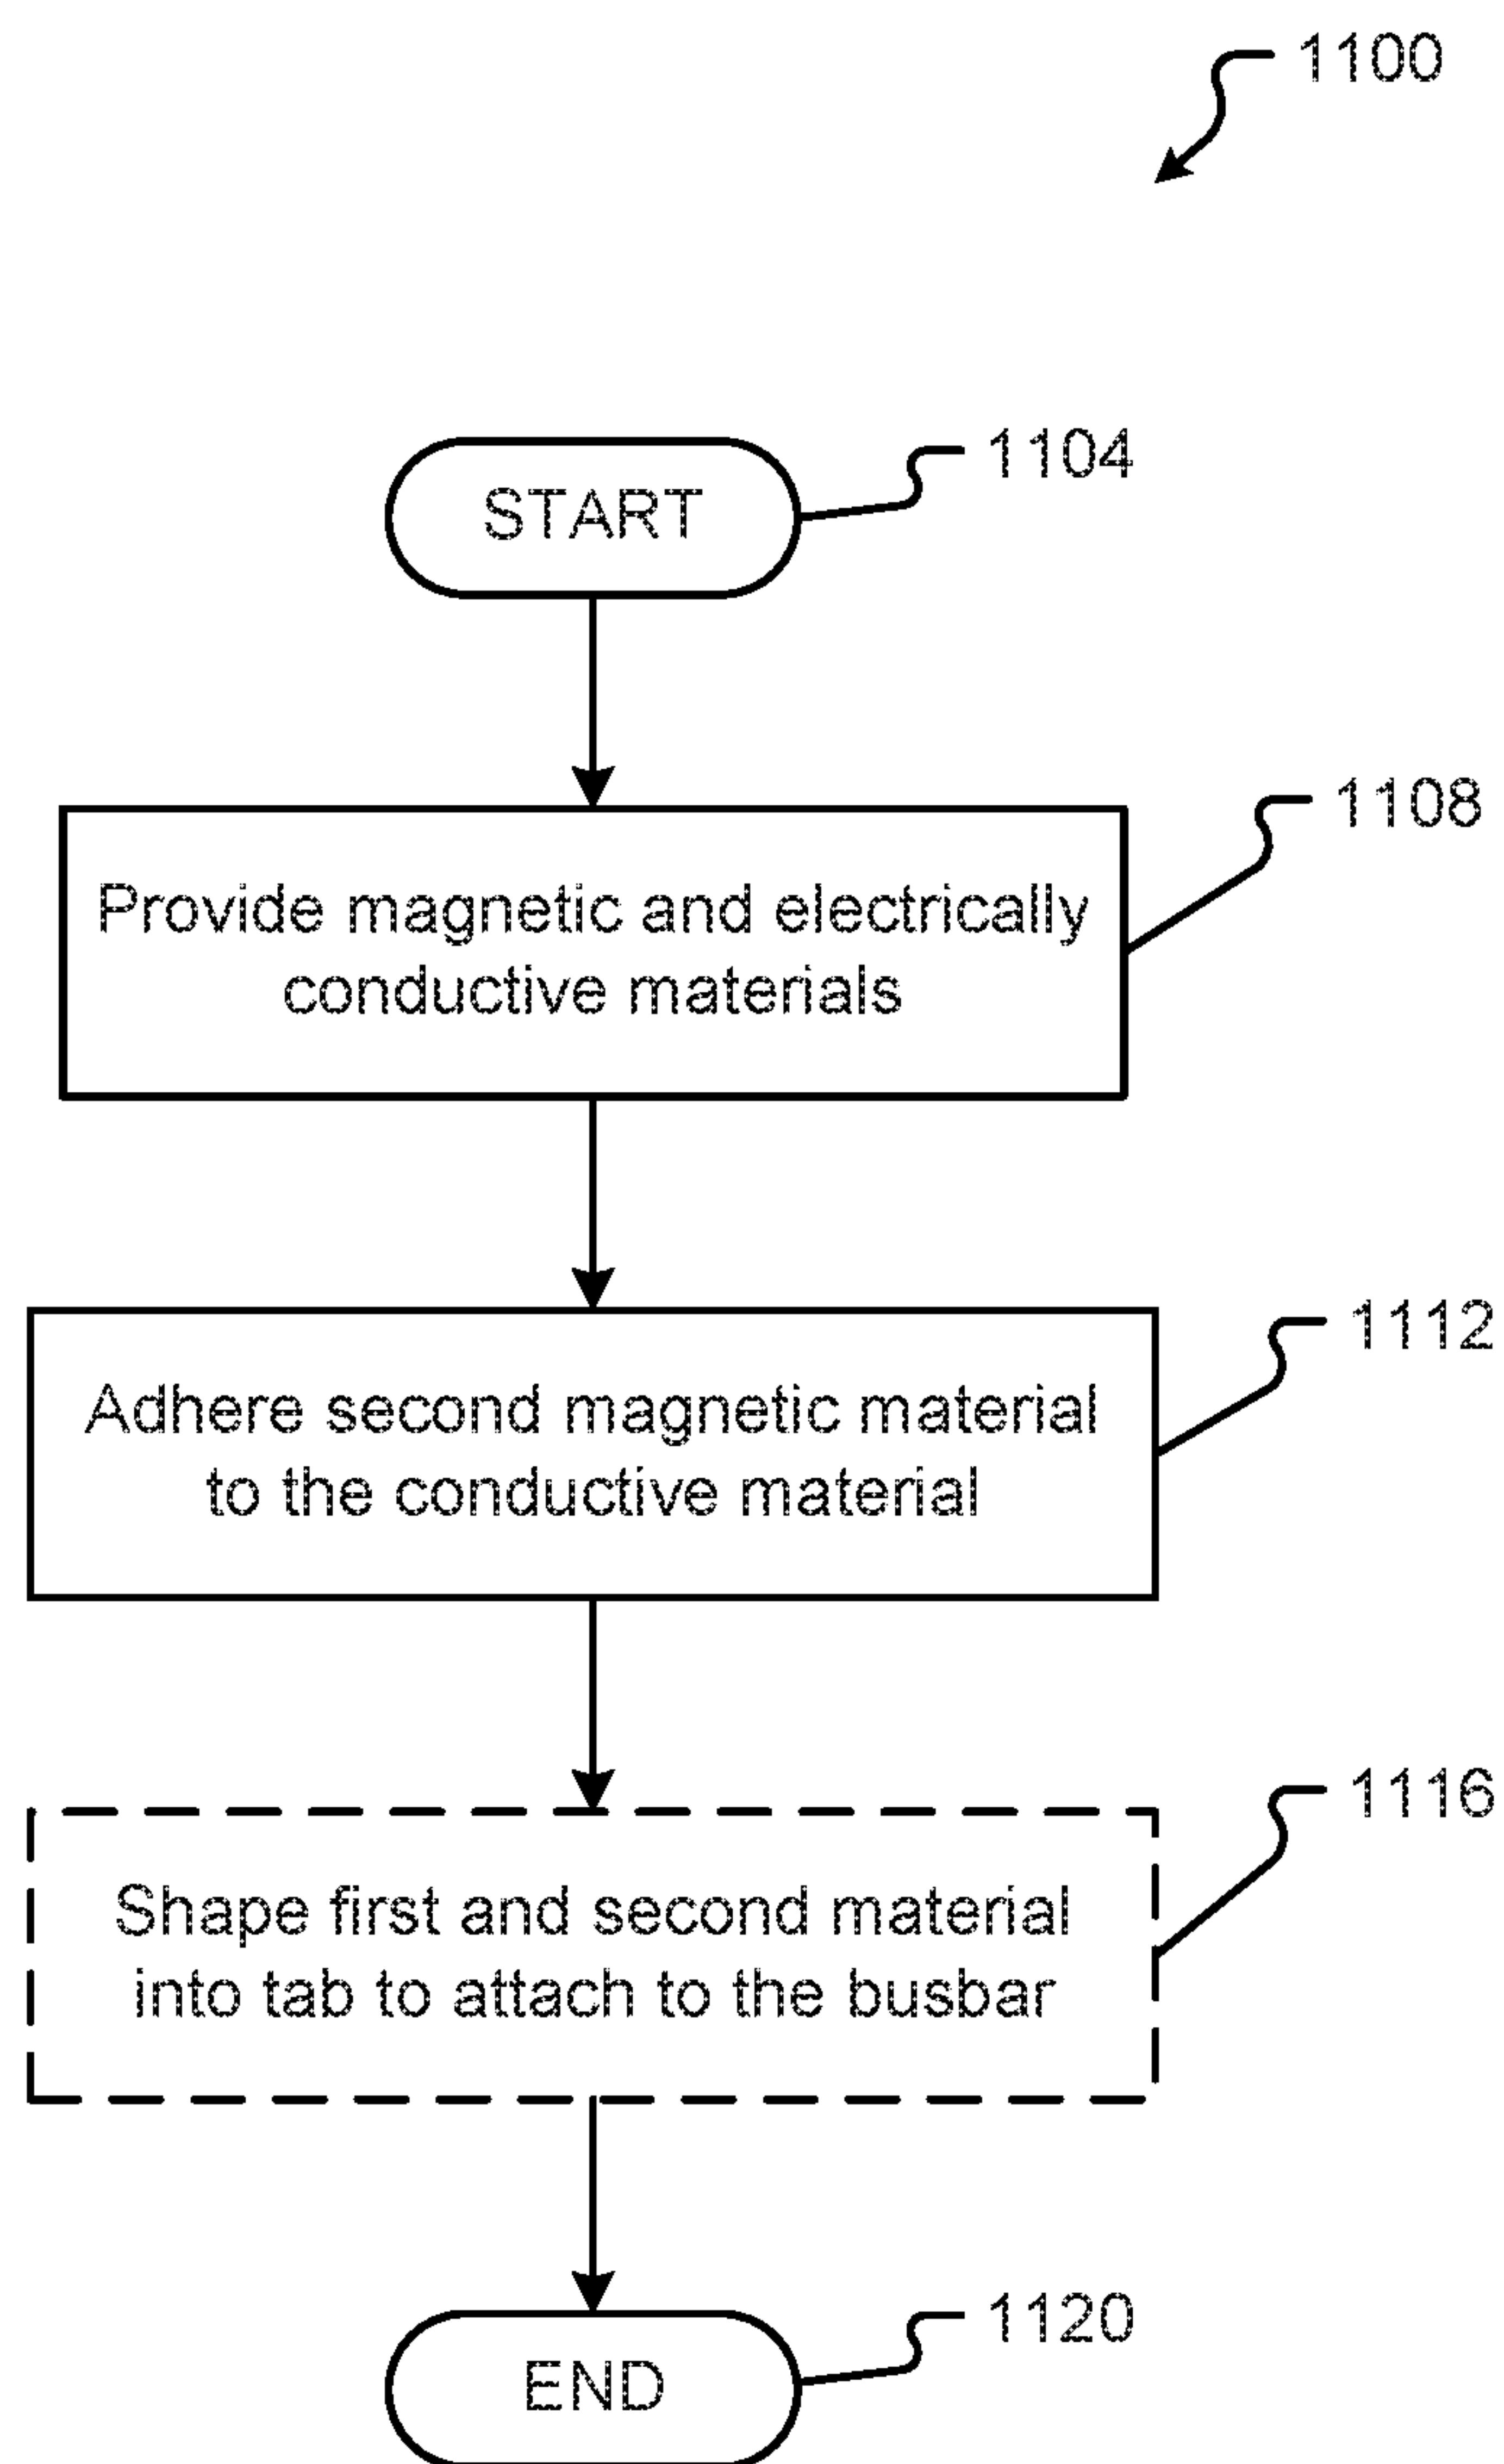 1100
START
1104
1108
Provide magnetic and electrically
conductive materials
1112
Adhere second magnetic material
to the conductive material
1116
Shape first and second material
into tab to attach to the busbar
1120
END